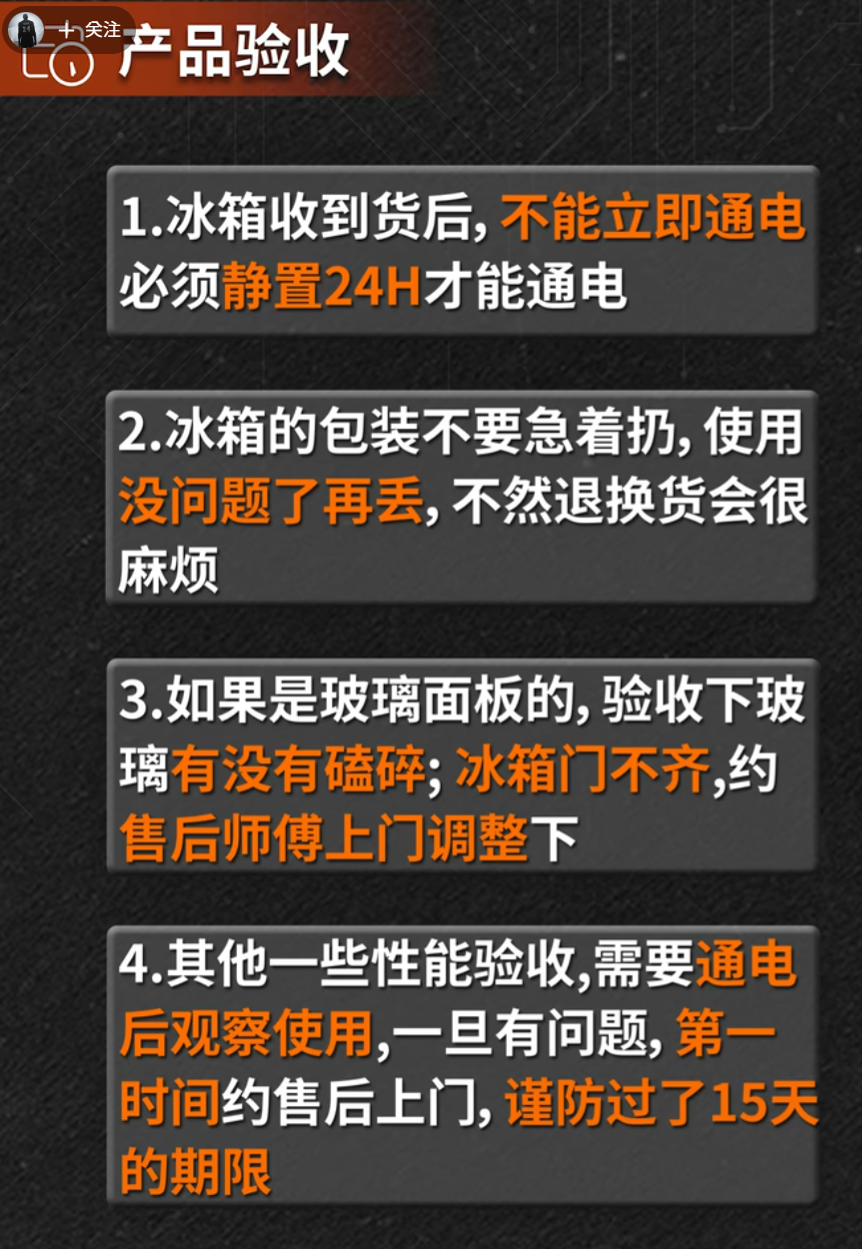 + 关注
产品验收
1.冰箱收到货后,不能立即通电
必须静置24H才能通电
2.冰箱的包装不要急着扔,使用
没问题了再丢,不然退换货会很
麻烦
3.如果是玻璃面板的,验收下玻
璃有没有磕碎;冰箱门不齐,约
售后师傅上门调整下
4.其他一些性能验收,需要通电
后观察使用,一旦有问题,第一
时间约售后上门,谨防过了15天
的期限